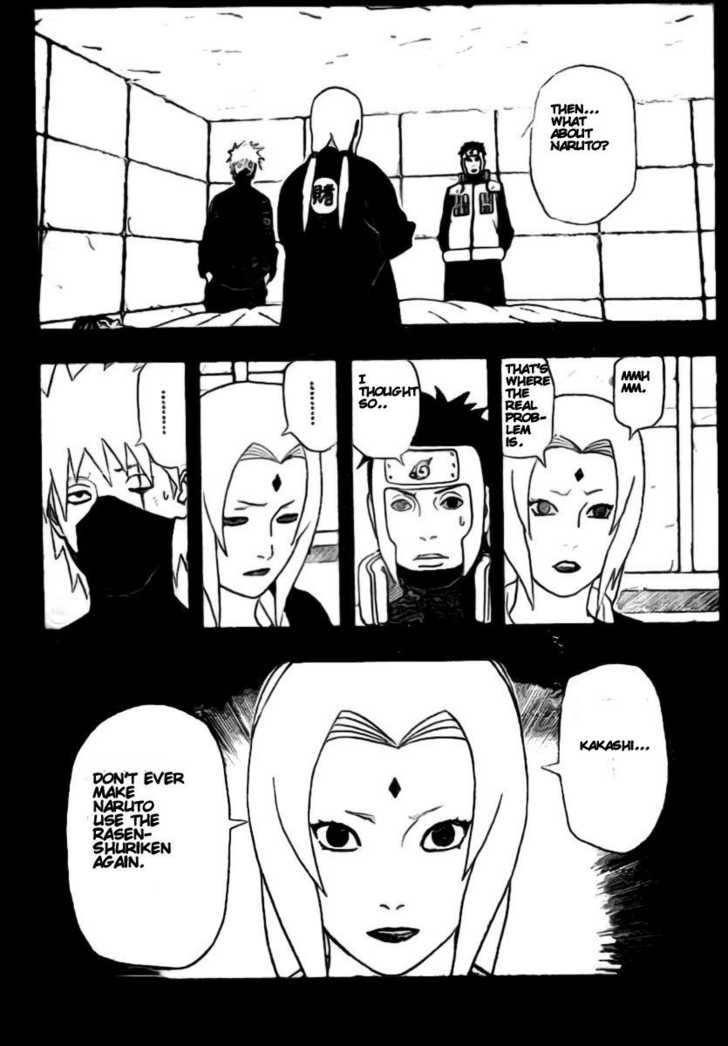 THEN...
WHAT
ABOUT
NARUTO?
賭
MMH
MM.
THAT'S
WHERE
THE
REAL
PROB-
LEM
IS.
I
THOUGHT
SO..
.........
.........
KAKASHI...
DON'T EVER
MAKE
NARUTO
USE THE
RASEN-
SHURIKEN
AGAIN.